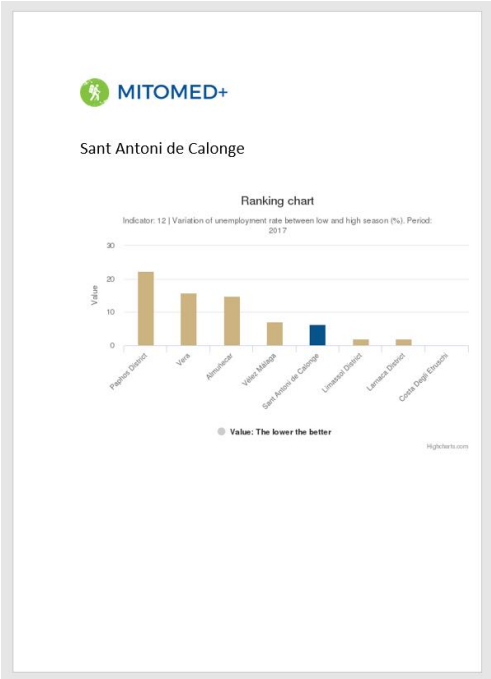 MITOMED+
Sant Antoni de Calonge
Ranking chart
Indicator: 12 | Variation of unemployment rate between low and high season (%). Period:
2017
30
20
10
0
Value
Paphos District
Vera
Almuñecar
Vélez Málaga
Sant Antoni de Calonge
Limassol District
Larnaca District
Costa Degli Etruschi
Value: The lower the better
Highcharts.com